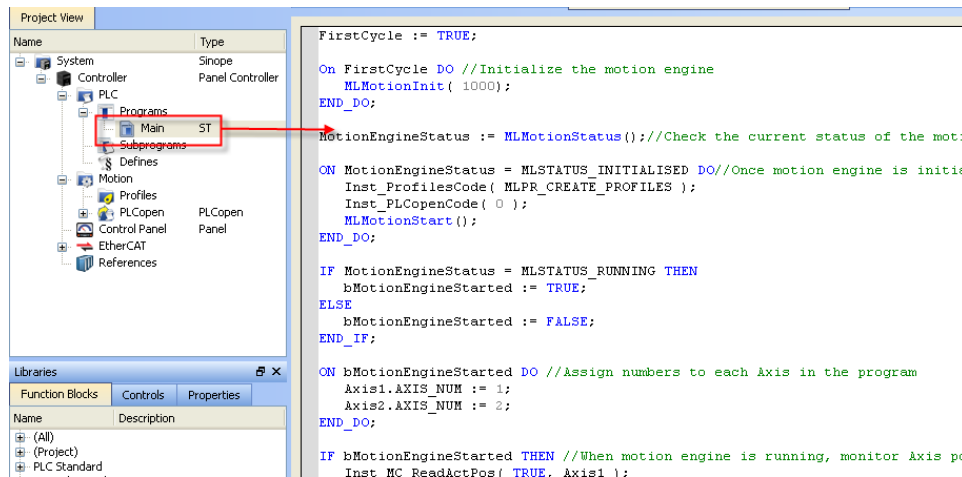 Project View
Name Type
System Sinope
Controller Panel Controller
PLC
Programs
Main ST
Subprograms
Defines
Motion
Profiles
PLCopen PLCopen
Control Panel Panel
EtherCAT
References
Libraries
Function Blocks Controls Properties
Name Description
(All)
(Project)
PLC Standard
FirstCycle := TRUE;
On FirstCycle DO //Initialize the motion engine
MLMotionInit( 1000);
END_DO;
MotionEngineStatus := MLMotionStatus();//Check the current status of the moti
ON MotionEngineStatus = MLSTATUS_INITIALISED DO//Once motion engine is initia
Inst_ProfilesCode( MLPR_CREATE_PROFILES );
Inst_PLCopenCode( 0 );
MLMotionStart();
END_DO;
IF MotionEngineStatus = MLSTATUS_RUNNING THEN
bMotionEngineStarted := TRUE;
ELSE
bMotionEngineStarted := FALSE;
END_IF;
ON bMotionEngineStarted DO //Assign numbers to each Axis in the program
Axis1.AXIS_NUM := 1;
Axis2.AXIS_NUM := 2;
END_DO;
IF bMotionEngineStarted THEN //When motion engine is running, monitor Axis po
Inst_MC_ReadActPos( TRUE, Axis1 );